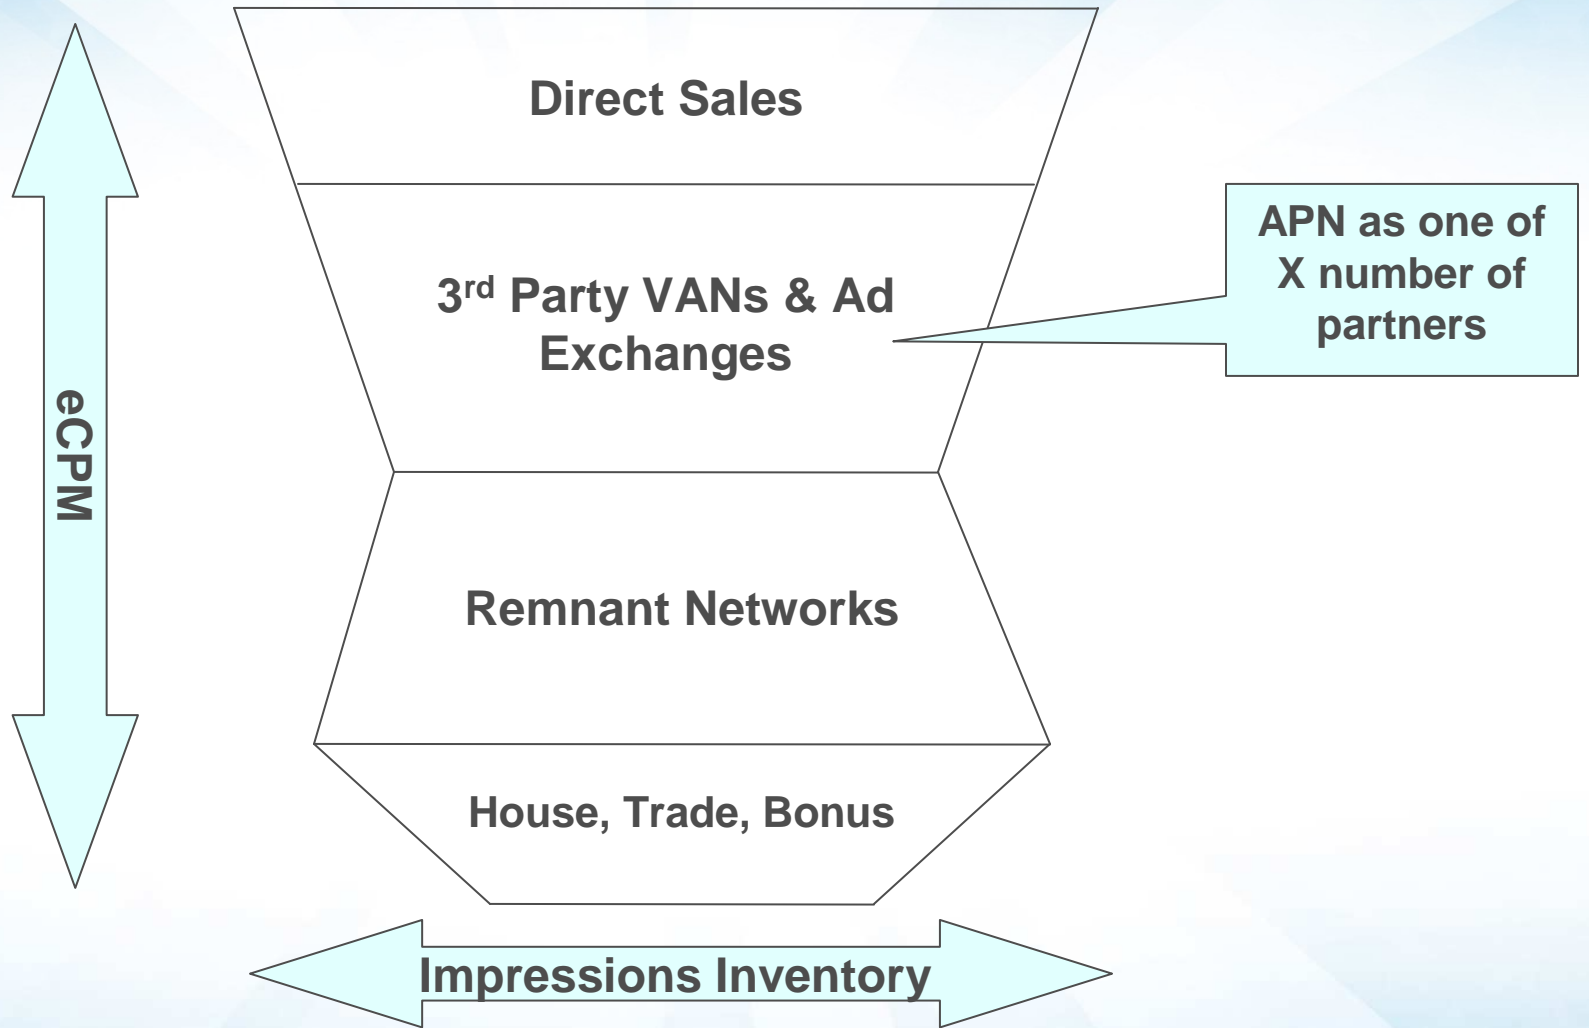 Direct Sales
3rd Party VANs & Ad
Exchanges
APN as one of
X number of
partners
eCPM
Remnant Networks
House, Trade, Bonus
Impressions Inventory